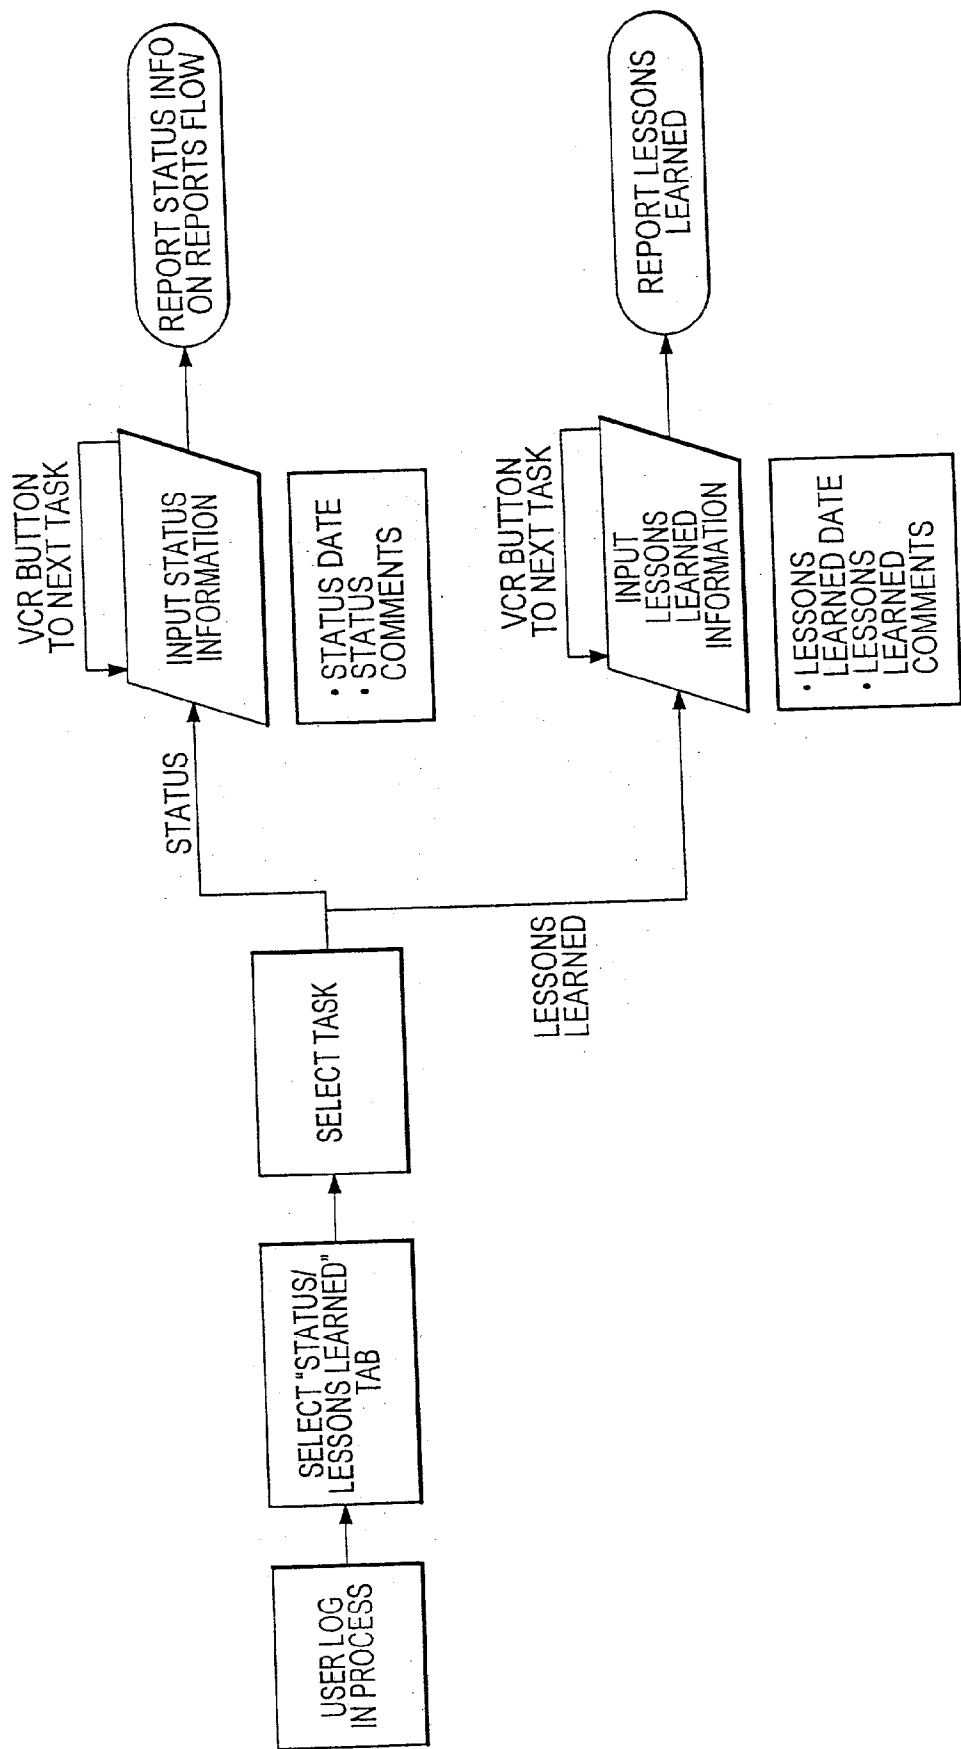 USER LOG
IN PROCESS
SELECT "STATUS/
LESSONS LEARNED"
TAB
SELECT TASK
STATUS
VCR BUTTON
TO NEXT TASK
INPUT STATUS
INFORMATION
• STATUS DATE
• STATUS
COMMENTS
REPORT STATUS INFO
ON REPORTS FLOW
LESSONS
LEARNED
VCR BUTTON
TO NEXT TASK
INPUT
LESSONS
LEARNED
INFORMATION
• LESSONS
LEARNED DATE
• LESSONS
LEARNED
COMMENTS
REPORT LESSONS
LEARNED